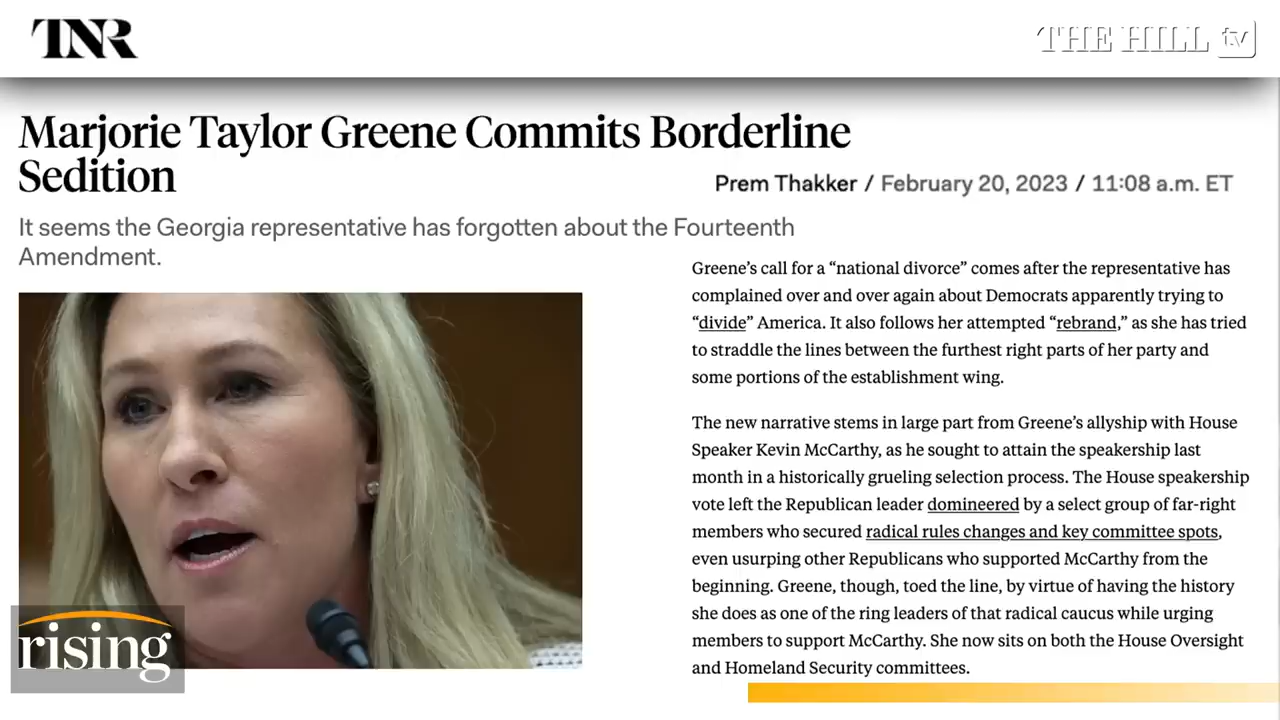 TNR
THE HILL tv
Marjorie Taylor Greene Commits Borderline
Sedition
Prem Thakker / February 20, 2023 / 11:08 a.m. ET
It seems the Georgia representative has forgotten about the Fourteenth
Amendment.
Greene’s call for a “national divorce” comes after the representative has
complained over and over again about Democrats apparently trying to
“divide” America. It also follows her attempted “rebrand,” as she has tried
to straddle the lines between the furthest right parts of her party and
some portions of the establishment wing.
The new narrative stems in large part from Greene’s allyship with House
Speaker Kevin McCarthy, as he sought to attain the speakership last
month in a historically grueling selection process. The House speakership
vote left the Republican leader domineered by a select group of far-right
members who secured radical rules changes and key committee spots,
even usurping other Republicans who supported McCarthy from the
beginning. Greene, though, toed the line, by virtue of having the history
she does as one of the ring leaders of that radical caucus while urging
members to support McCarthy. She now sits on both the House Oversight
and Homeland Security committees.
rising